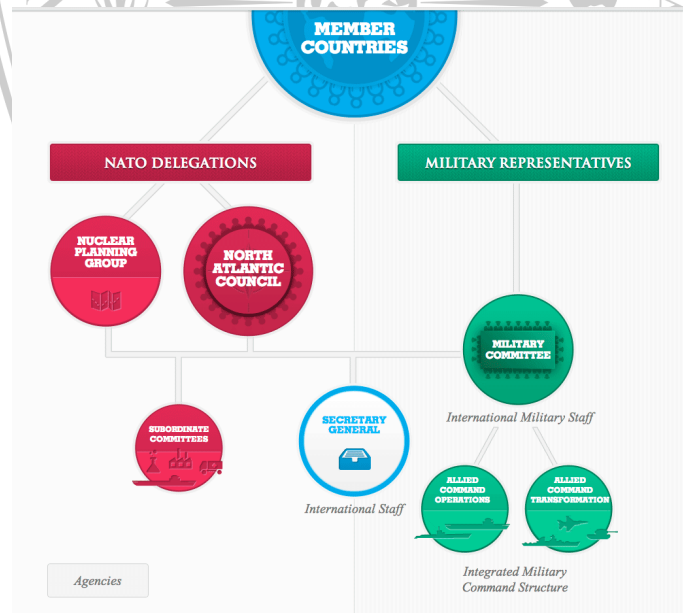 MEMBER
COUNTRIES
NATO DELEGATIONS
MILITARY REPRESENTATIVES
NUCLEAR
PLANNING
GROUP
NORTH
ATLANTIC
COUNCIL
MILITARY
COMMITTEE
International Military Staff
SUBORDINATE
COMMITTEES
SECRETARY
GENERAL
International Staff
ALLIED
COMMAND
OPERATIONS
ALLIED
COMMAND
TRANSFORMATION
Integrated Military
Command Structure
Agencies